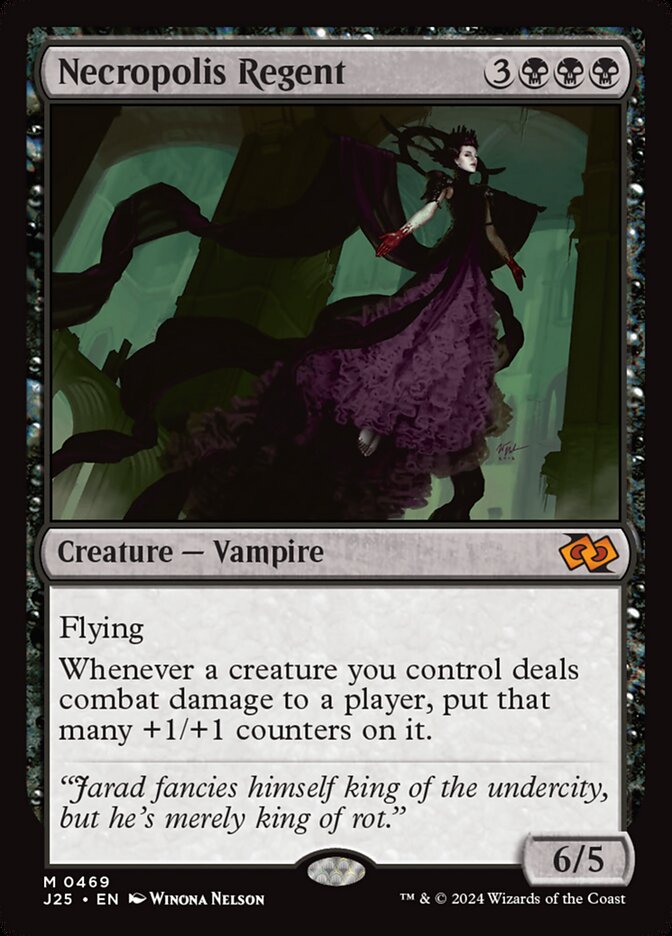 Necropolis Regent 3
Creature — Vampire
Flying
Whenever a creature you control deals
combat damage to a player, put that
many +1/+1 counters on it.
“Jarad fancies himself king of the undercity,
but he’s merely king of rot.”
6/5
M 0469
J25 • EN Winona Nelson
™ & © 2024 Wizards of the Coast